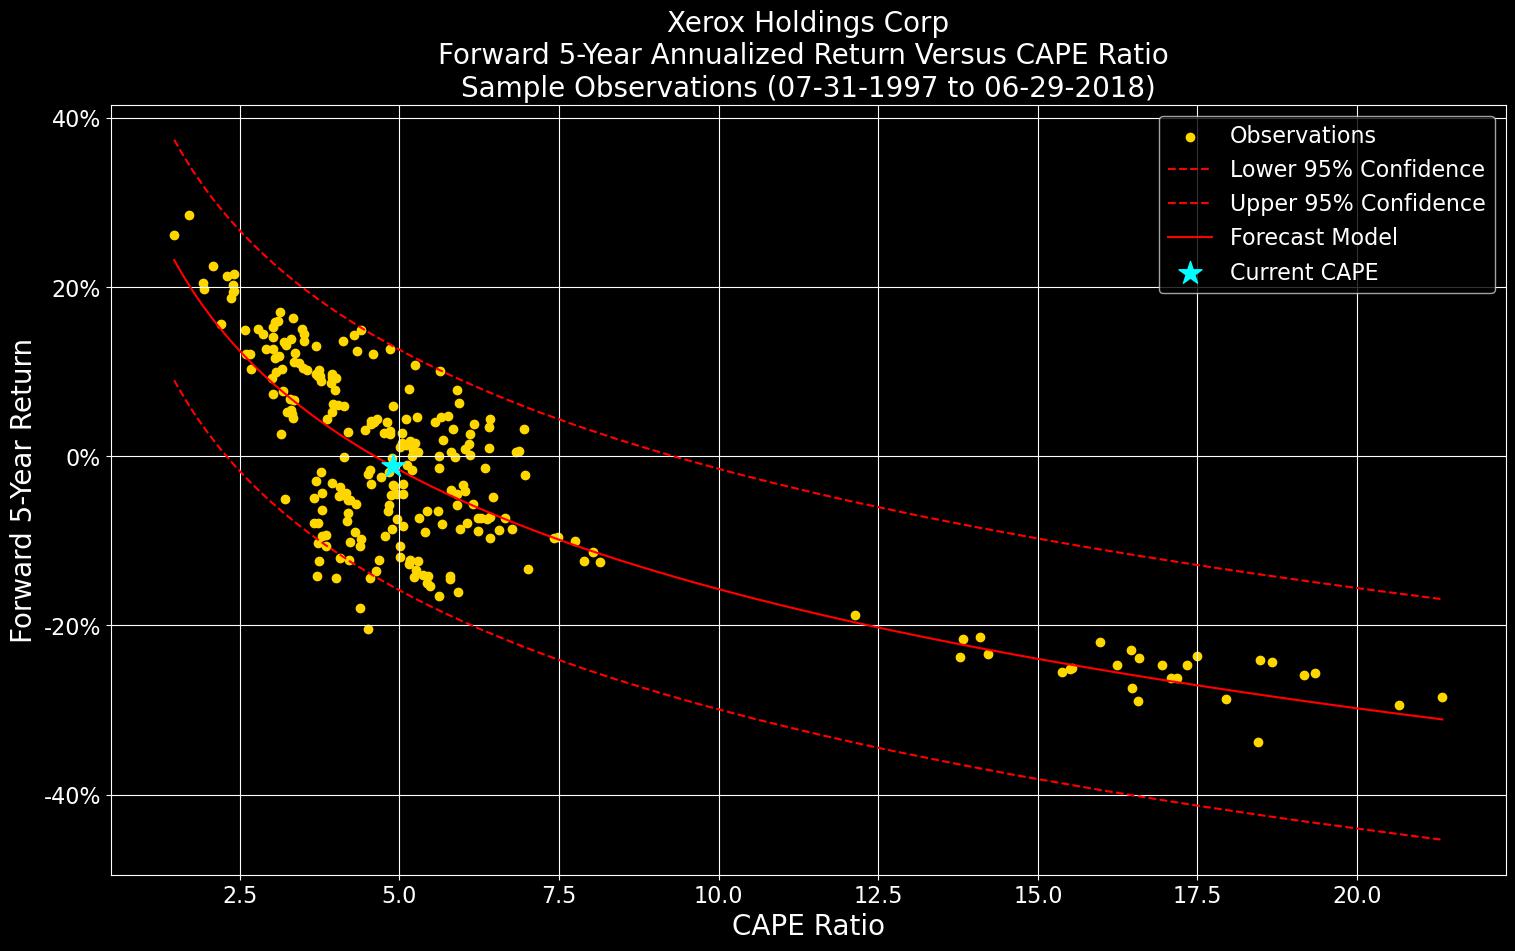 Xerox Holdings Corp
Forward 5-Year Annualized Return Versus CAPE Ratio
Sample Observations (07-31-1997 to 06-29-2018)
40%
20%
0%
-20%
-40%
Forward 5-Year Return
Observations
Lower 95% Confidence
Upper 95% Confidence
Forecast Model
Current CAPE
2.5
5.0
7.5
10.0
12.5
15.0
17.5
20.0
CAPE Ratio